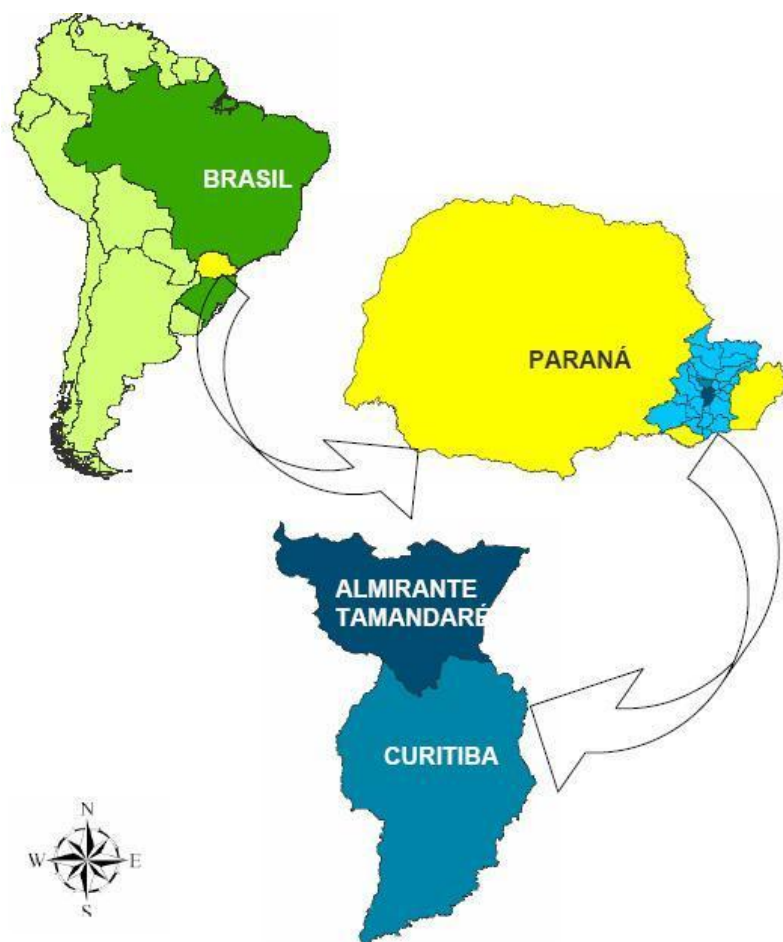 BRASIL
PARANÁ
ALMIRANTE
TAMANDARÉ
CURITIBA
N
W E
S